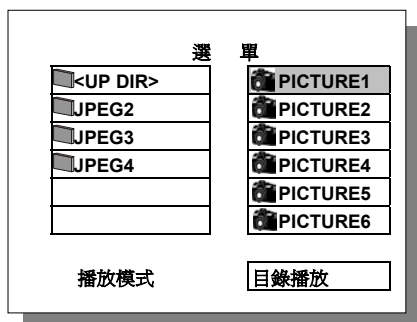 選 單
<UP DIR> PICTURE1
JPEG2 PICTURE2
JPEG3 PICTURE3
JPEG4 PICTURE4
PICTURE5
PICTURE6
播放模式 目錄播放